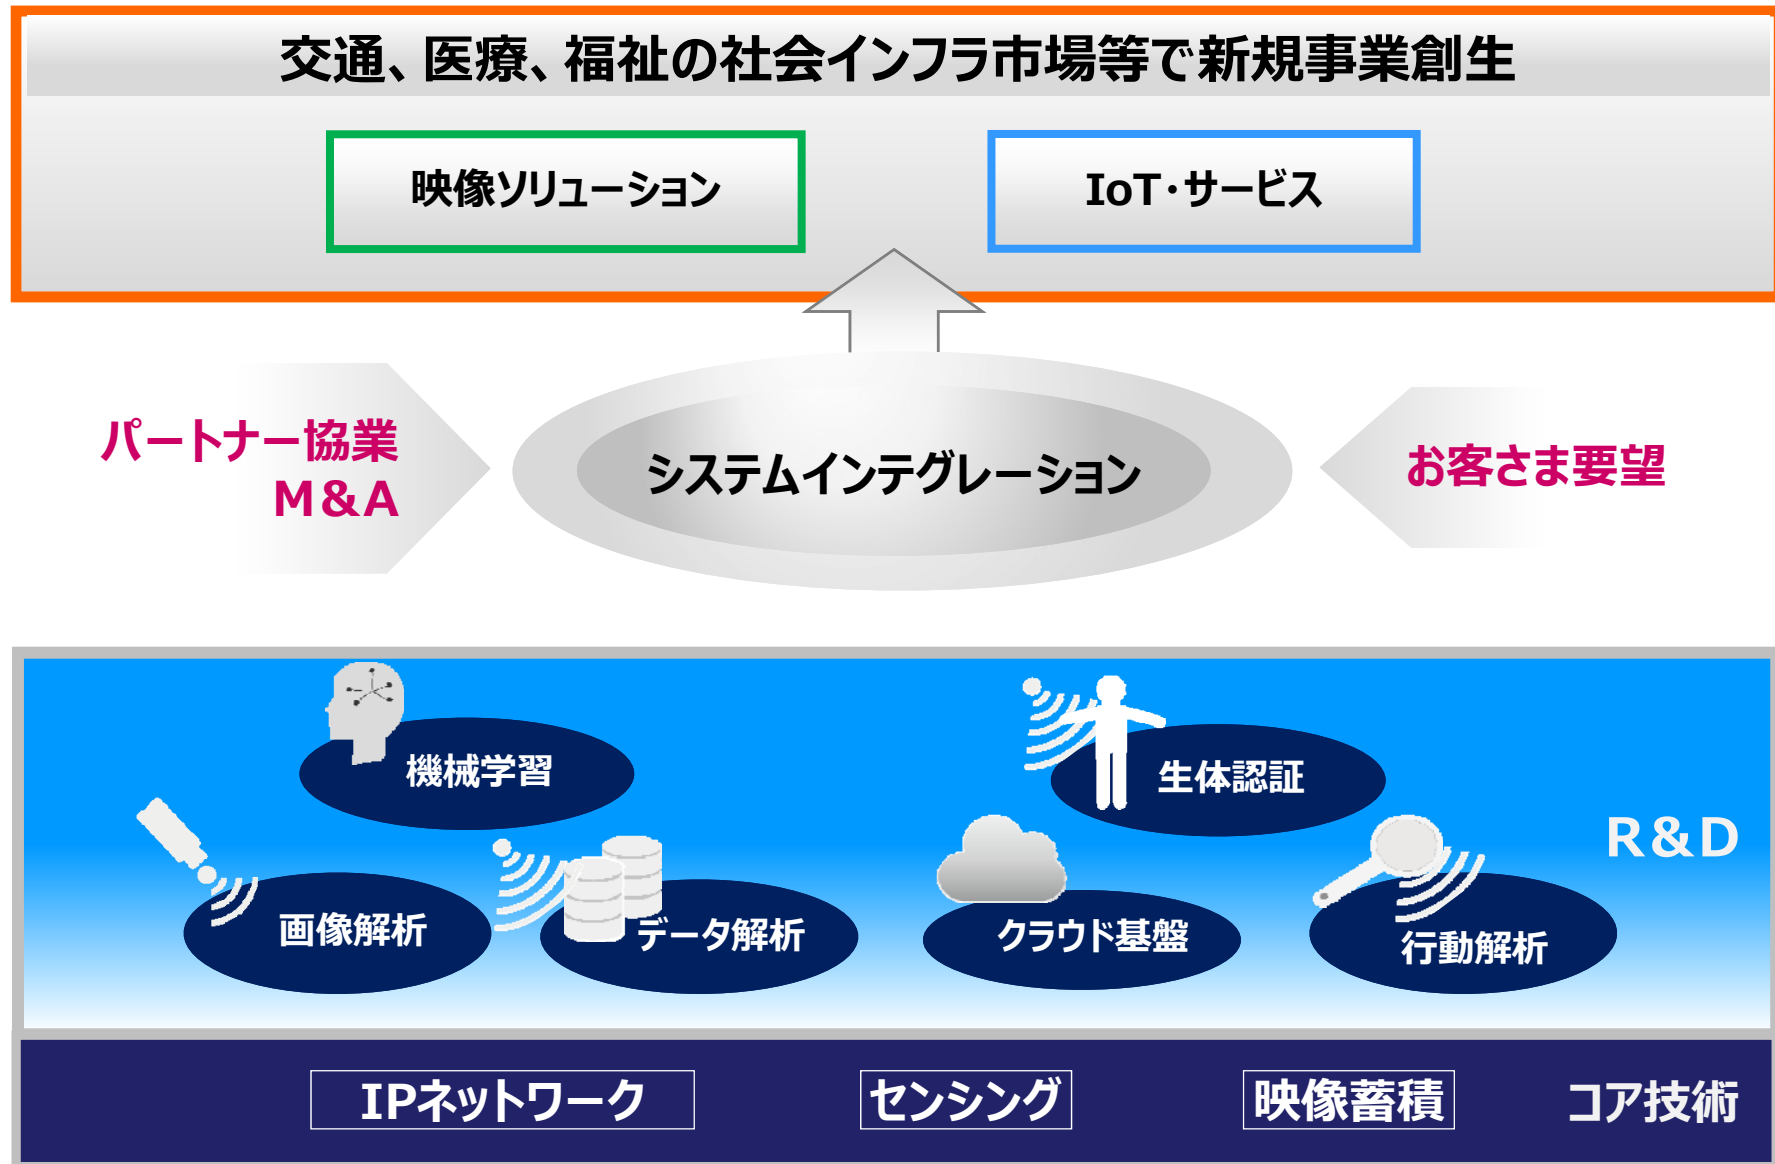 交通、医療、福祉の社会インフラ市場等で新規事業創生
映像ソリューション
IoT・サービス
パートナー協業
M&A
システムインテグレーション
お客さま要望
機械学習
生体認証
R&D
画像解析
データ解析
クラウド基盤
行動解析
IPネットワーク
センシング
映像蓄積
コア技術